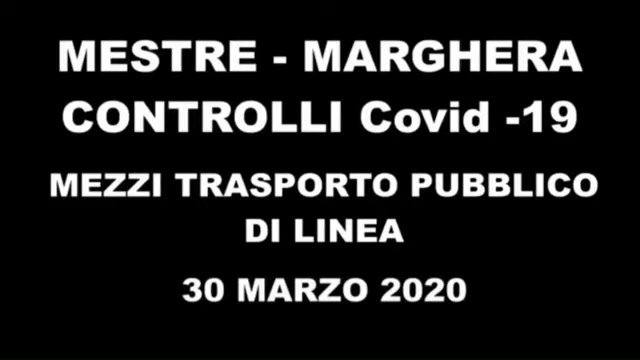 MESTRE - MARGHERA
CONTROLLI Covid -19
MEZZI TRASPORTO PUBBLICO
DI LINEA
30 MARZO 2020